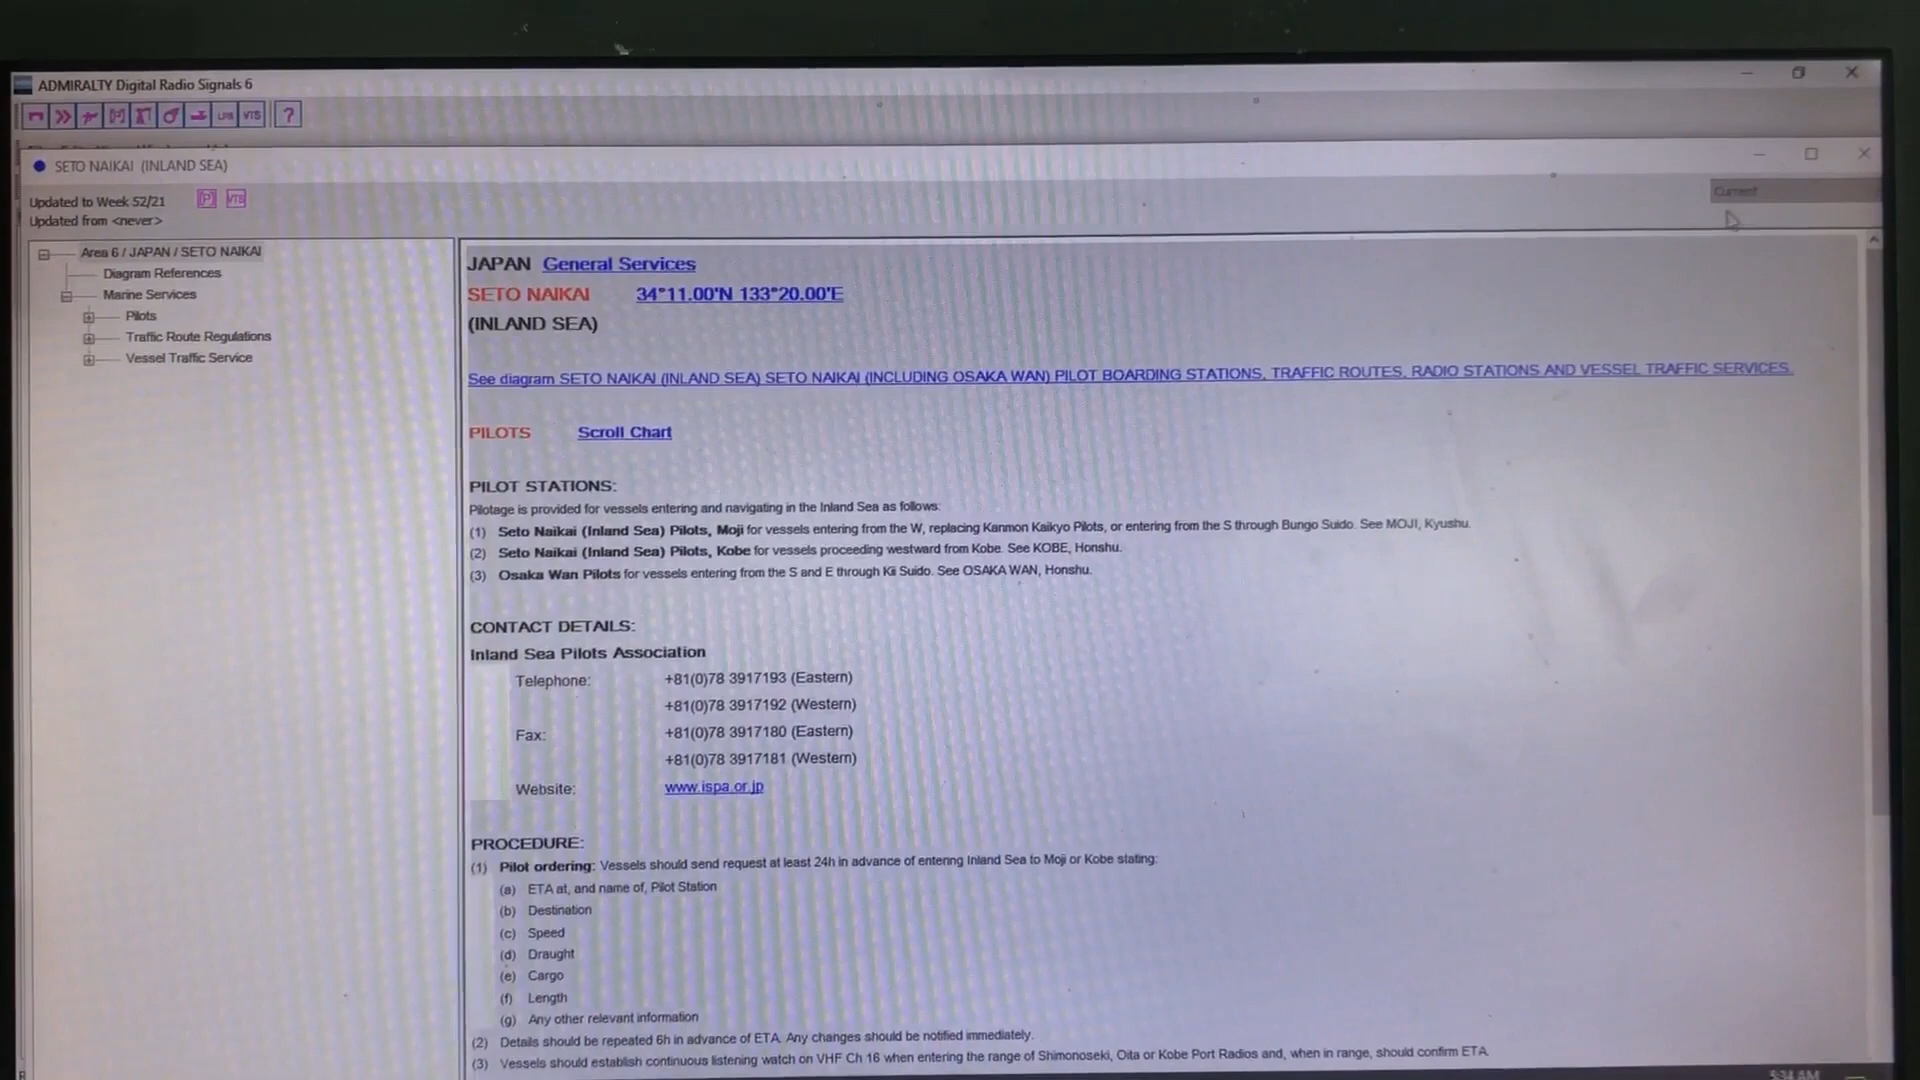 ADMIRALTY Digital Radio Signals 6
LPS VTS ?
SETO NAIKAI (INLAND SEA)
Updated to Week 52/21 [P] VTS
Current
Updated from <never>
Area 6 / JAPAN / SETO NAIKAI
Diagram References
Marine Services
Pilots
Traffic Route Regulations
Vessel Traffic Service
JAPAN General Services
SETO NAIKAI 34°11.00'N 133°20.00'E
(INLAND SEA)
See diagram SETO NAIKAI (INLAND SEA) SETO NAIKAI (INCLUDING OSAKA WAN) PILOT BOARDING STATIONS, TRAFFIC ROUTES, RADIO STATIONS AND VESSEL TRAFFIC SERVICES.
PILOTS Scroll Chart
PILOT STATIONS:
Pilotage is provided for vessels entering and navigating in the Inland Sea as follows:
(1) Seto Naikai (Inland Sea) Pilots, Moji for vessels entering from the W, replacing Kanmon Kaikyo Pilots, or entering from the S through Bungo Suido. See MOJI, Kyushu.
(2) Seto Naikai (Inland Sea) Pilots, Kobe for vessels proceeding westward from Kobe. See KOBE, Honshu.
(3) Osaka Wan Pilots for vessels entering from the S and E through Kii Suido. See OSAKA WAN, Honshu.
CONTACT DETAILS:
Inland Sea Pilots Association
Telephone: +81(0)78 3917193 (Eastern)
+81(0)78 3917192 (Western)
Fax: +81(0)78 3917180 (Eastern)
+81(0)78 3917181 (Western)
Website: www.ispa.or.jp
PROCEDURE:
(1) Pilot ordering: Vessels should send request at least 24h in advance of entering Inland Sea to Moji or Kobe stating:
(a) ETA at, and name of, Pilot Station
(b) Destination
(c) Speed
(d) Draught
(e) Cargo
(f) Length
(g) Any other relevant information
(2) Details should be repeated 6h in advance of ETA. Any changes should be notified immediately.
(3) Vessels should establish continuous listening watch on VHF Ch 16 when entering the range of Shimonoseki, Oita or Kobe Port Radios and, when in range, should confirm ETA
5:34 AM